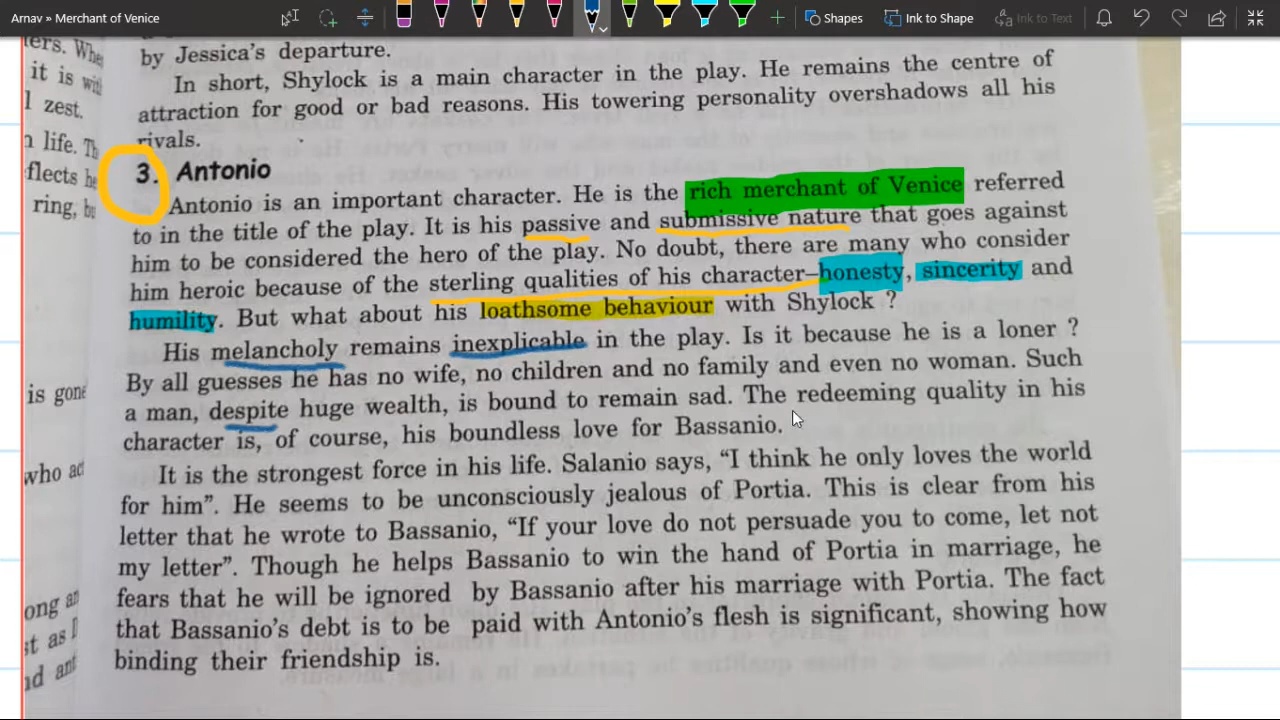 Arnav » Merchant of Venice
Shapes
Ink to Shape
Ink to Text
by Jessica's departure.
In short, Shylock is a main character in the play. He remains the centre of
attraction for good or bad reasons. His towering personality overshadows all his
rivals.
3. Antonio
Antonio is an important character. He is the rich merchant of Venice referred
to in the title of the play. It is his passive and submissive nature that goes against
him to be considered the hero of the play. No doubt, there are many who consider
him heroic because of the sterling qualities of his character–honesty, sincerity and
humility. But what about his loathsome behaviour with Shylock ?
His melancholy remains inexplicable in the play. Is it because he is a loner ?
By all guesses he has no wife, no children and no family and even no woman. Such
a man, despite huge wealth, is bound to remain sad. The redeeming quality in his
character is, of course, his boundless love for Bassanio.
It is the strongest force in his life. Salanio says, "I think he only loves the world
for him". He seems to be unconsciously jealous of Portia. This is clear from his
letter that he wrote to Bassanio, "If your love do not persuade you to come, let not
my letter". Though he helps Bassanio to win the hand of Portia in marriage, he
fears that he will be ignored by Bassanio after his marriage with Portia. The fact
that Bassanio's debt is to be paid with Antonio's flesh is significant, showing how
binding their friendship is.
it is
zest.
life.
ring,
is
who